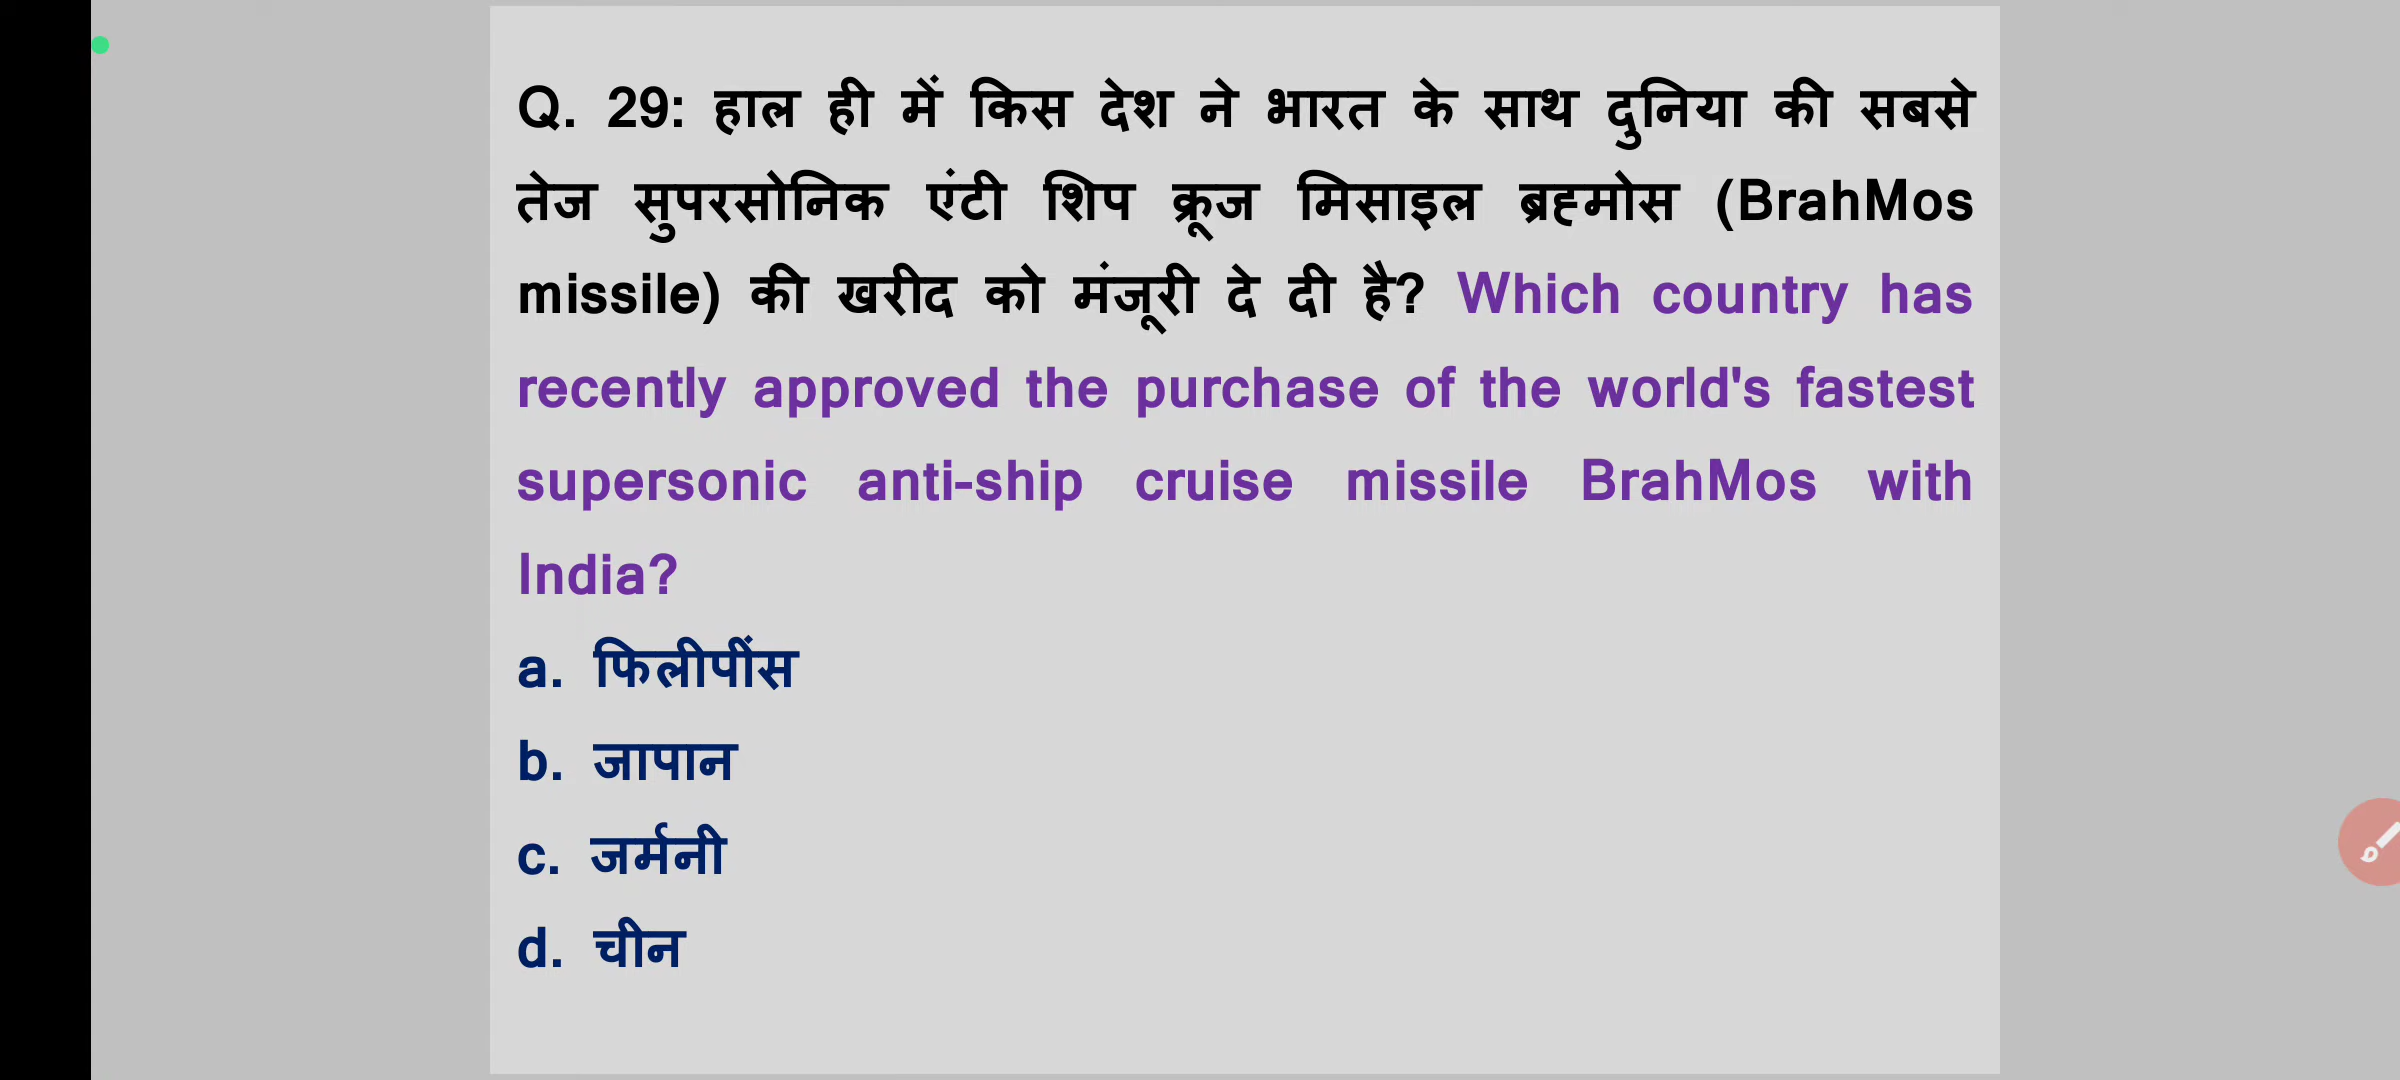 Q. 29: हाल ही में किस देश ने भारत के साथ दुनिया की सबसे
तेज सुपरसोनिक एंटी शिप क्रूज मिसाइल ब्रह्मोस (BrahMos
missile) की खरीद को मंजूरी दे दी है? Which country has
recently approved the purchase of the world's fastest
supersonic anti-ship cruise missile BrahMos with
India?
a. फिलीपींस
b. जापान
c. जर्मनी
d. चीन